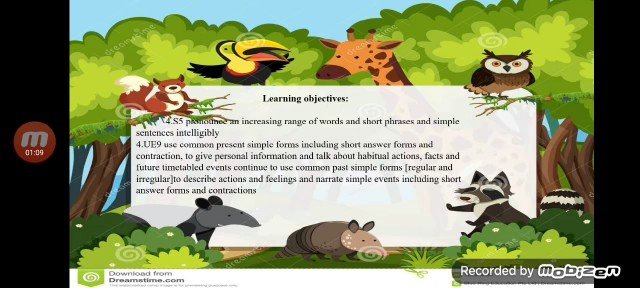 Learning objectives:
4.S5 pronounce an increasing range of words and short phrases and simple
sentences intelligibly
4.UE9 use common present simple forms including short answer forms and
contraction, to give personal information and talk about habitual actions, facts and
future timetabled events continue to use common past simple forms [regular and
irregular]to describe actions and feelings and narrate simple events including short
answer forms and contractions
01:09
Download from
Dreamstime.com
Recorded by mobizen